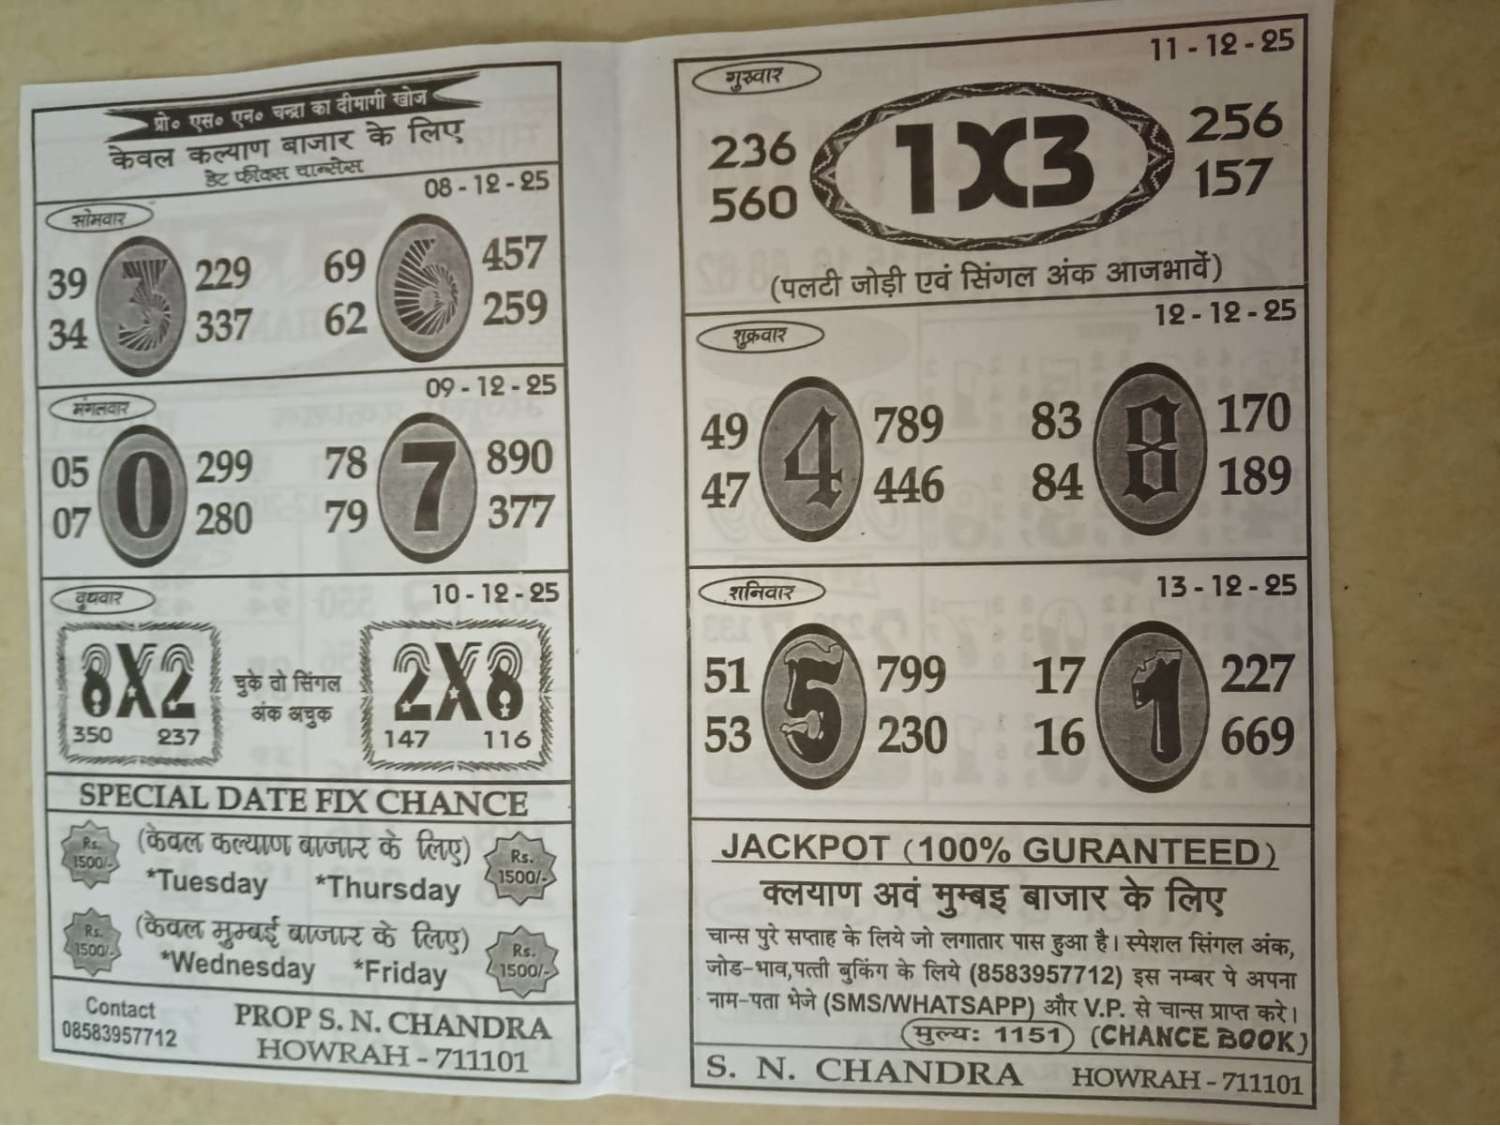 प्रो० एस० एन० चन्द्रा का दीमागी खोज
केवल कल्याण बाजार के लिए
डेट फीक्स चान्सेस
08 - 12 - 25
सोमवार
39 3 229 69 6 457
34 337 62 259
09 - 12 - 25
मंगलवार
05 0 299 78 7 890
07 280 79 377
10 - 12 - 25
वृधवार
8X2 चुके तो सिंगल 2X8
अंक अचुक
350 237 147 116
SPECIAL DATE FIX CHANCE
(केवल कल्याण बाजार के लिए)
Rs. 1500/- *Tuesday *Thursday Rs. 1500/-
(केवल मुम्बई बाजार के लिए)
Rs. 1500/- *Wednesday *Friday Rs. 1500/-
Contact
08583957712
PROP S. N. CHANDRA
HOWRAH - 711101
11 - 12 - 25
गुरुवार
236 1X3 256
560 157
(पलटी जोड़ी एवं सिंगल अंक आजभावें)
12 - 12 - 25
शुक्रवार
49 4 789 83 8 170
47 446 84 189
13 - 12 - 25
शनिवार
51 5 799 17 1 227
53 230 16 669
JACKPOT (100% GURANTEED)
क्लयाण अवं मुम्बइ बाजार के लिए
चान्स पुरे सप्ताह के लिये जो लगातार पास हुआ है। स्पेशल सिंगल अंक,
जोड-भाव,पत्ती बुकिंग के लिये (8583957712) इस नम्बर पे अपना
नाम-पता भेजे (SMS/WHATSAPP) और V.P. से चान्स प्राप्त करे।
मुल्यः 1151 (CHANCE BOOK)
S. N. CHANDRA HOWRAH - 711101